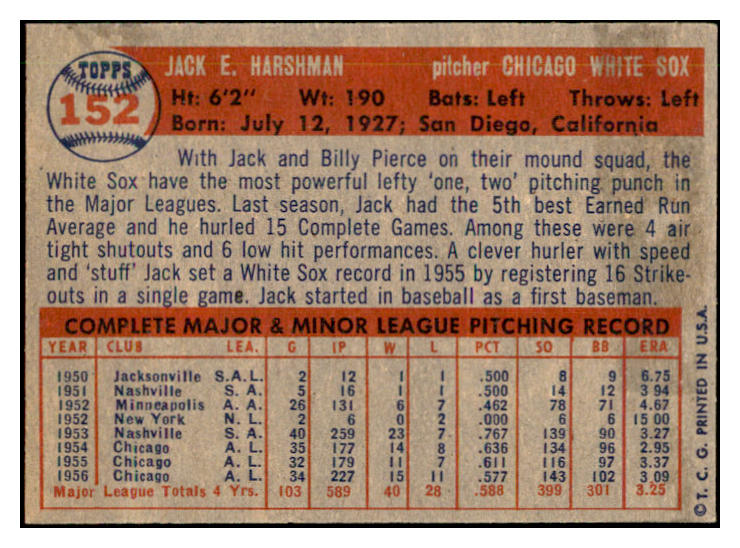 TOPPS
152
JACK E. HARSHMAN pitcher CHICAGO WHITE SOX
Ht: 6'2" Wt: 190 Bats: Left Throws: Left
Born: July 12, 1927; San Diego, California
With Jack and Billy Pierce on their mound squad, the
White Sox have the most powerful lefty 'one, two' pitching punch in
the Major Leagues. Last season, Jack had the 5th best Earned Run
Average and he hurled 15 Complete Games. Among these were 4 air
tight shutouts and 6 low hit performances. A clever hurler with speed
and 'stuff' Jack set a White Sox record in 1955 by registering 16 Strike-
outs in a single game. Jack started in baseball as a first baseman.
COMPLETE MAJOR & MINOR LEAGUE PITCHING RECORD
YEAR CLUB LEA. G IP W L PCT SO BB ERA
1950 Jacksonville S.A.L. 2 12 1 1 .500 8 9 6.75
1951 Nashville S. A. 5 16 1 1 .500 14 12 3.94
1952 Minneapolis A. A. 26 131 6 7 .462 78 71 4.67
1952 New York N. L. 2 6 0 2 .000 6 6 15 00
1953 Nashville S. A. 40 259 23 7 .767 139 90 3.27
1954 Chicago A. L. 35 177 14 8 .636 134 96 2.95
1955 Chicago A. L. 32 179 11 7 .611 116 97 3.37
1956 Chicago A. L. 34 227 15 11 .577 143 102 3.09
Major League Totals 4 Yrs. 103 589 40 28 .588 399 301 3.25
© T. C. G. PRINTED IN U.S.A.